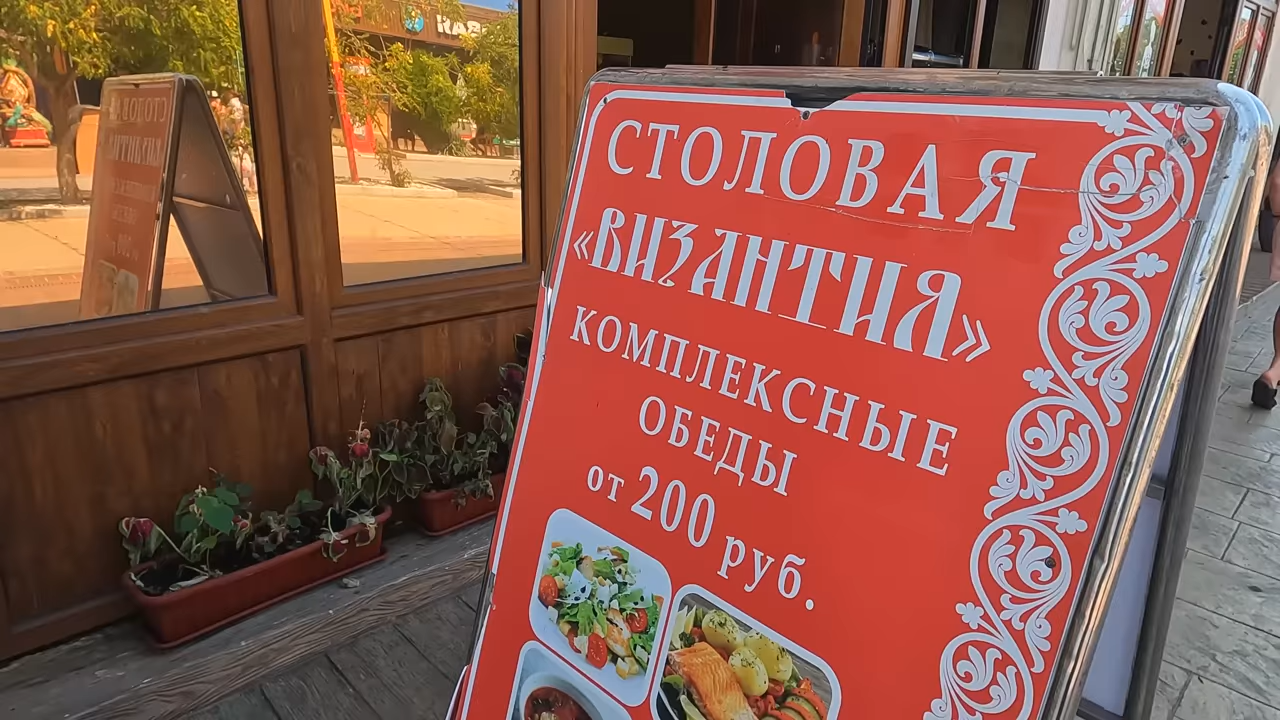 СТОЛОВАЯ
«ВИЗАНТИЯ»
КОМПЛЕКСНЫЕ
ОБЕДЫ
от 200 руб.